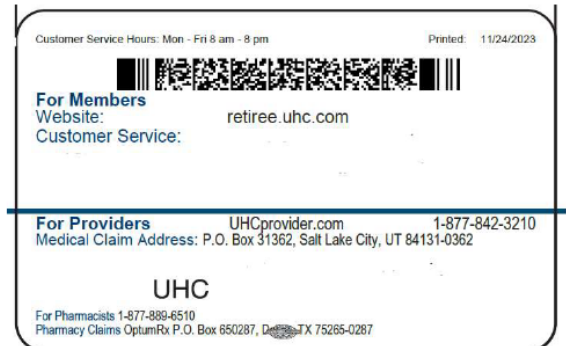 Customer Service Hours: Mon - Fri 8 am - 8 pm Printed: 11/24/2023
For Members
Website: retiree.uhc.com
Customer Service:
For Providers UHCprovider.com 1-877-842-3210
Medical Claim Address: P.O. Box 31362, Salt Lake City, UT 84131-0362
UHC
For Pharmacists 1-877-889-6510
Pharmacy Claims OptumRx P.O. Box 650287, TX 75265-0287